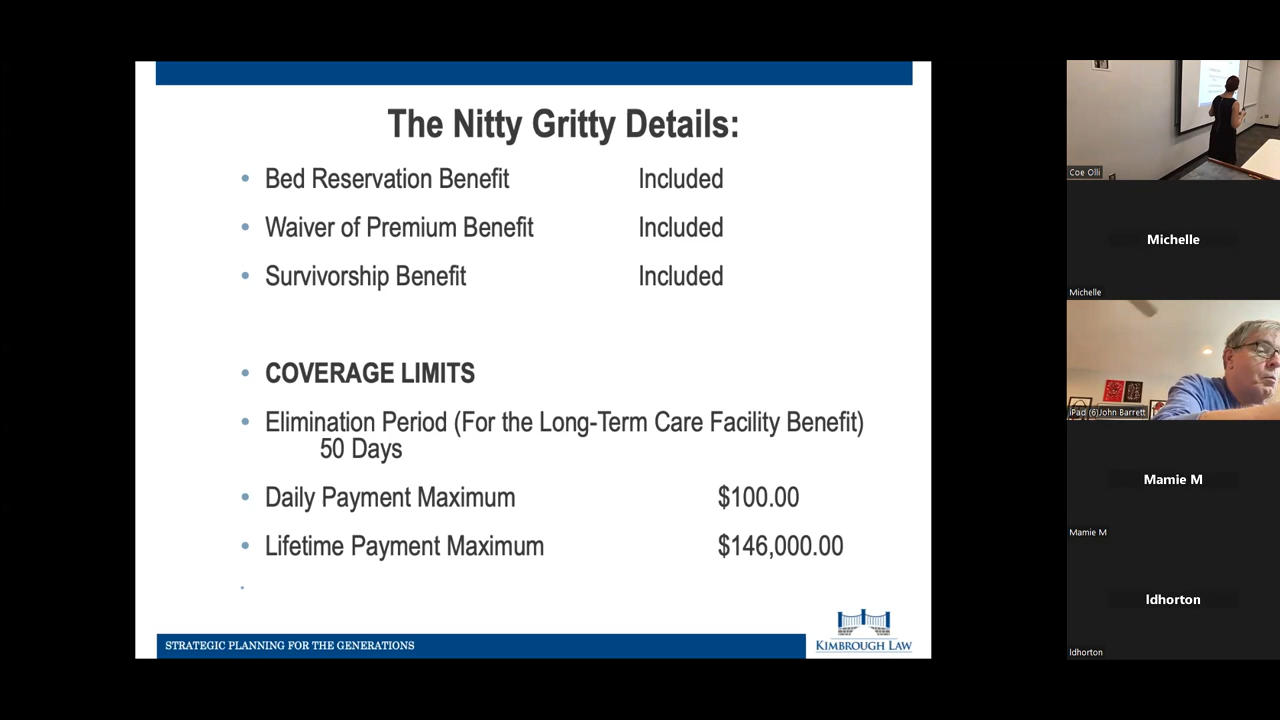 The Nitty Gritty Details:
• Bed Reservation Benefit Included
• Waiver of Premium Benefit Included
• Survivorship Benefit Included
• COVERAGE LIMITS
• Elimination Period (For the Long-Term Care Facility Benefit)
50 Days
• Daily Payment Maximum $100.00
• Lifetime Payment Maximum $146,000.00
STRATEGIC PLANNING FOR THE GENERATIONS
KIMBROUGH LAW
Coe Olli
Michelle
Michelle
iPad (6)John Barrett
Mamie M
Mamie M
ldhorton
ldhorton